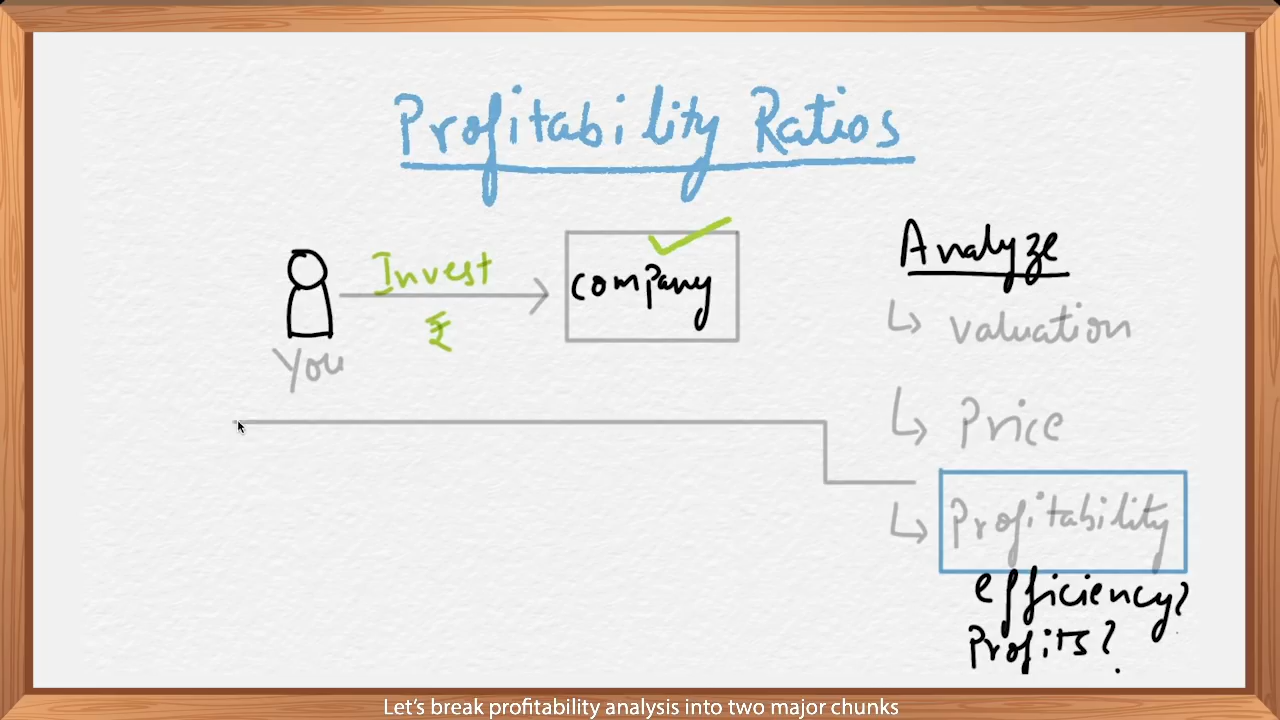 Profitability Ratios
Invest
₹
You
company
Analyze
valuation
Price
Profitability
efficiency?
Profits?
Let's break profitability analysis into two major chunks